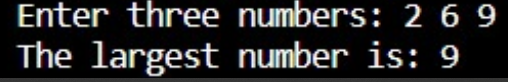 Enter three numbers: 2 6 9
The largest number is: 9